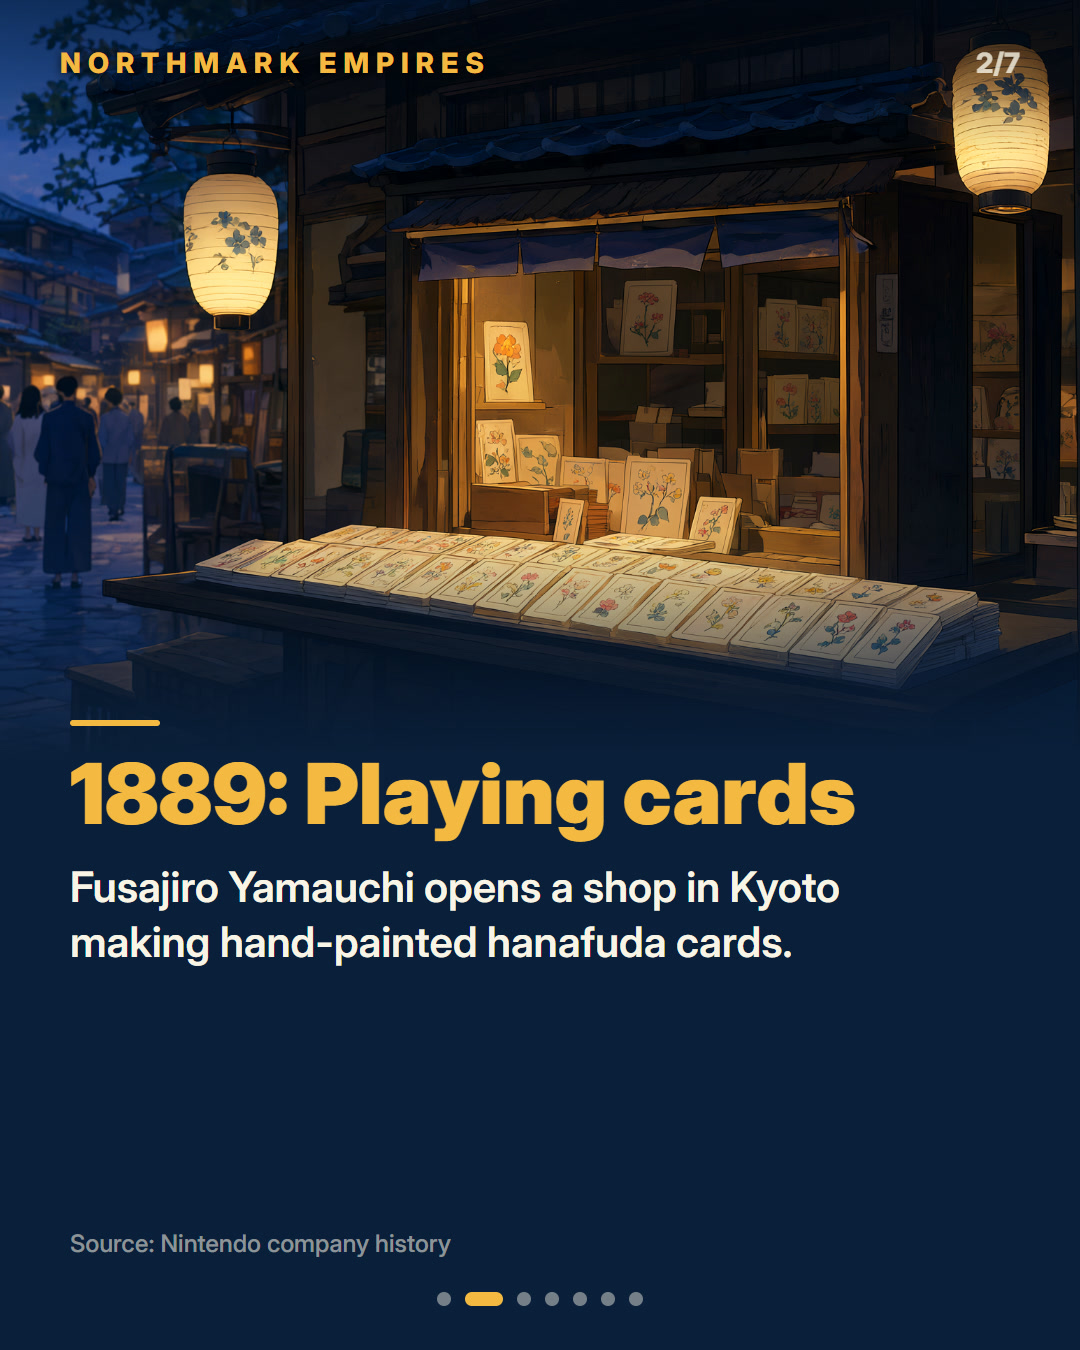 NORTHMARK EMPIRES
2/7
1889: Playing cards
Fusajiro Yamauchi opens a shop in Kyoto
making hand-painted hanafuda cards.
Source: Nintendo company history